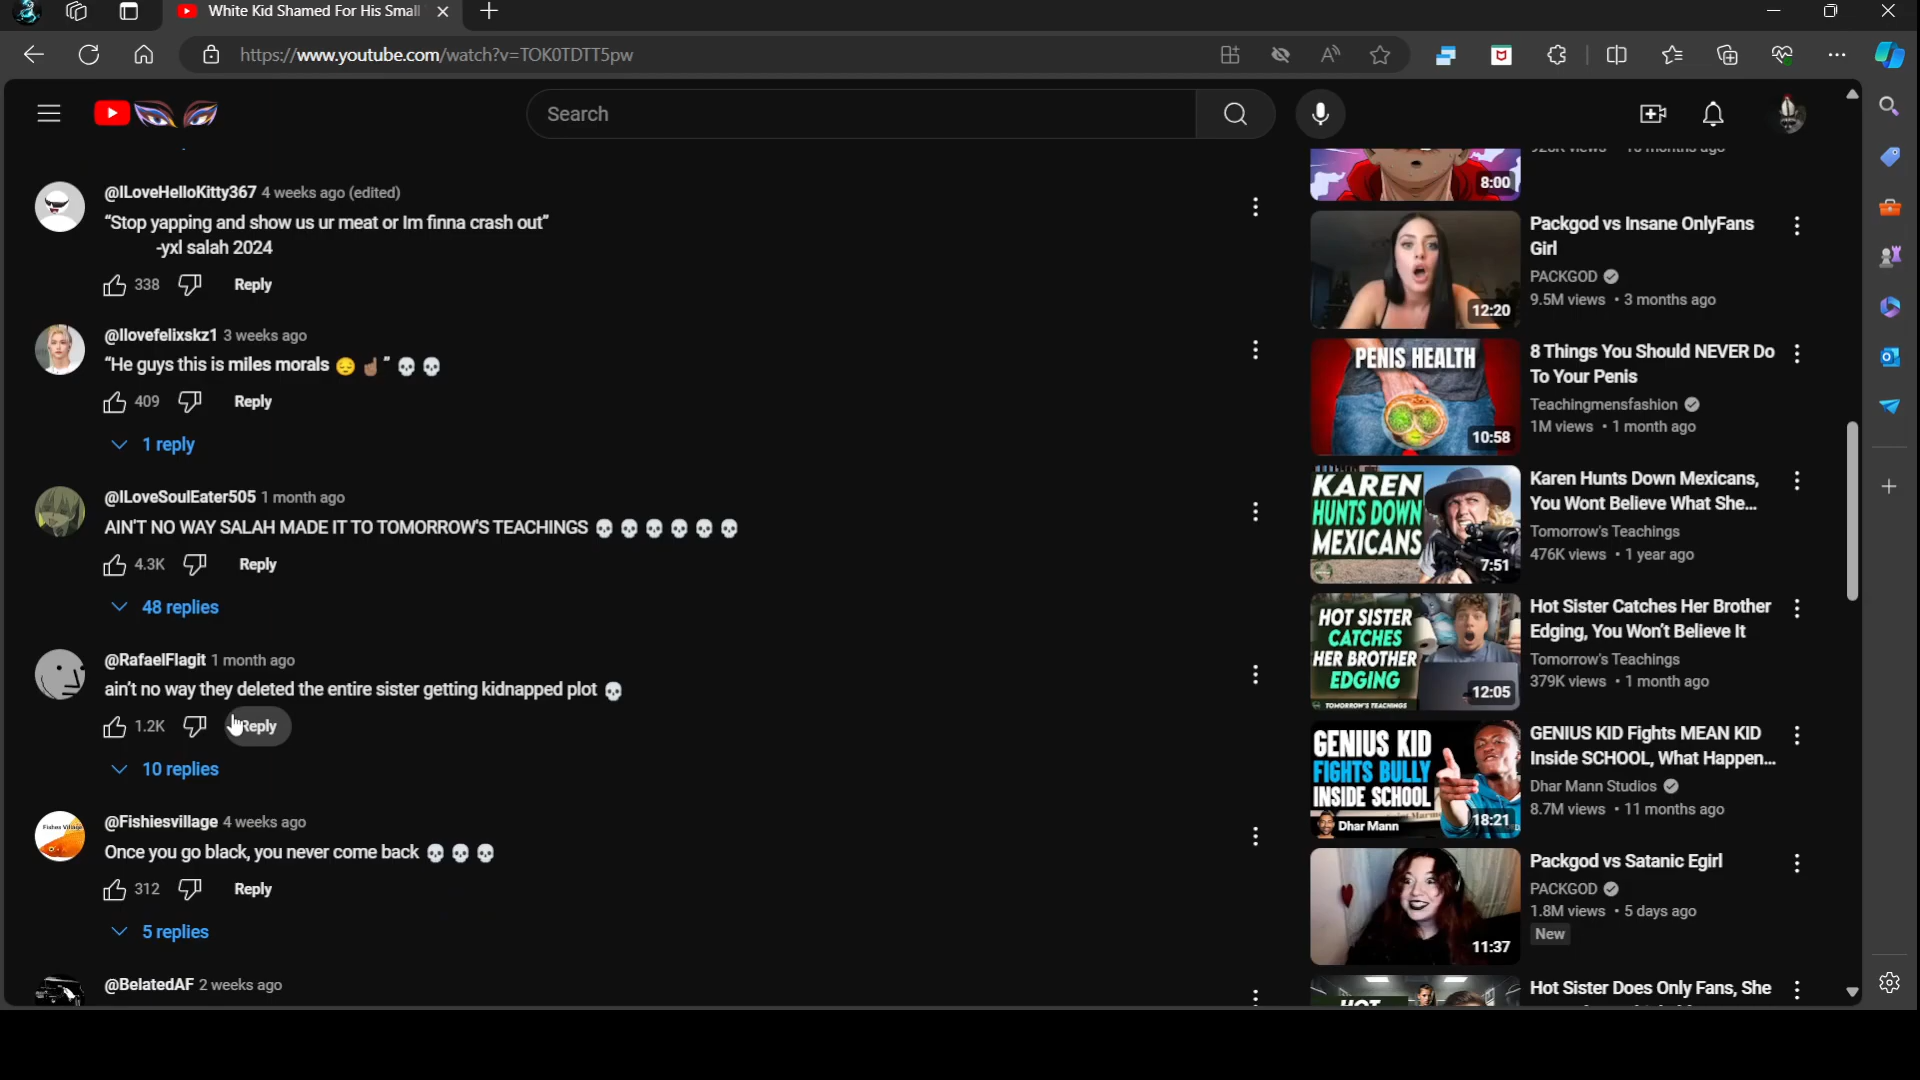 White Kid Shamed For His Small
https://www.youtube.com/watch?v=TOK0TDTT5pw
Search
@ILoveHelloKitty367 4 weeks ago (edited)
“Stop yapping and show us ur meat or Im finna crash out”
-yxl salah 2024
338 Reply
@Ilovefelixskz1 3 weeks ago
“He guys this is miles morals 😔☝🏾” 💀💀
409 Reply
1 reply
@ILoveSoulEater505 1 month ago
AIN'T NO WAY SALAH MADE IT TO TOMORROW'S TEACHINGS 💀💀💀💀💀💀
4.3K Reply
48 replies
@RafaelFlagit 1 month ago
ain't no way they deleted the entire sister getting kidnapped plot 💀
1.2K Reply
10 replies
@Fishiesvillage 4 weeks ago
Once you go black, you never come back 💀💀💀
312 Reply
5 replies
@BelatedAF 2 weeks ago
8:00
12:20
Packgod vs Insane OnlyFans
Girl
PACKGOD
9.5M views • 3 months ago
PENIS HEALTH
10:58
8 Things You Should NEVER Do
To Your Penis
Teachingmensfashion
1M views • 1 month ago
KAREN
HUNTS DOWN
MEXICANS
7:51
Karen Hunts Down Mexicans,
You Wont Believe What She...
Tomorrow's Teachings
476K views • 1 year ago
HOT SISTER
CATCHES
HER BROTHER
EDGING
TOMORROW'S TEACHINGS
12:05
Hot Sister Catches Her Brother
Edging, You Won't Believe It
Tomorrow's Teachings
379K views • 1 month ago
GENIUS KID
FIGHTS BULLY
INSIDE SCHOOL
Dhar Mann
18:21
GENIUS KID Fights MEAN KID
Inside SCHOOL, What Happen...
Dhar Mann Studios
8.7M views • 11 months ago
11:37
Packgod vs Satanic Egirl
PACKGOD
1.8M views • 5 days ago
New
HOT
Hot Sister Does Only Fans, She